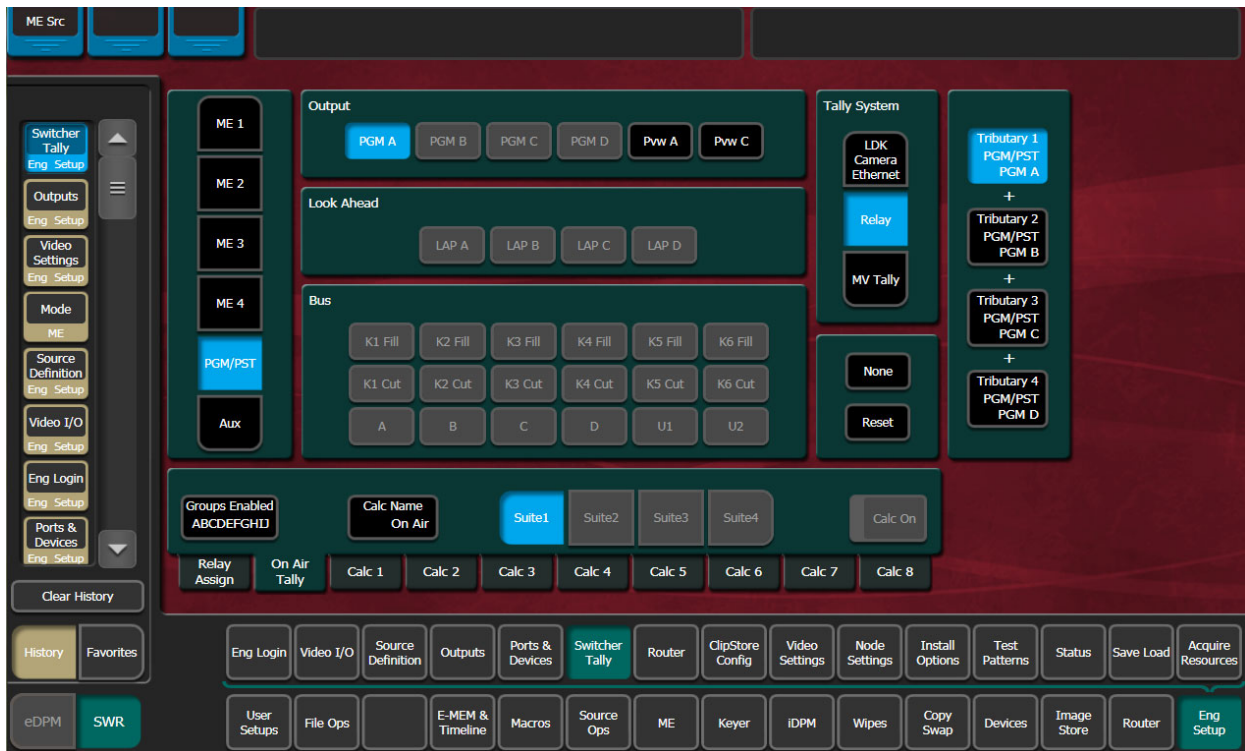 ME Src
Switcher
Tally
Eng Setup
Outputs
Eng Setup
Video
Settings
Eng Setup
Mode
ME
Source
Definition
Eng Setup
Video I/O
Eng Setup
Eng Login
Eng Setup
Ports &
Devices
Eng Setup
Clear History
History
Favorites
eDPM
SWR
ME 1
ME 2
ME 3
ME 4
PGM/PST
Aux
Output
PGM A
PGM B
PGM C
PGM D
Pvw A
Pvw C
Look Ahead
LAP A
LAP B
LAP C
LAP D
Bus
K1 Fill
K2 Fill
K3 Fill
K4 Fill
K5 Fill
K6 Fill
K1 Cut
K2 Cut
K3 Cut
K4 Cut
K5 Cut
K6 Cut
A
B
C
D
U1
U2
Tally System
LDK
Camera
Ethernet
Relay
MV Tally
None
Reset
Tributary 1
PGM/PST
PGM A
+
Tributary 2
PGM/PST
PGM B
+
Tributary 3
PGM/PST
PGM C
+
Tributary 4
PGM/PST
PGM D
Groups Enabled
ABCDEFGHIJ
Calc Name
On Air
Suite1
Suite2
Suite3
Suite4
Calc On
Relay
Assign
On Air
Tally
Calc 1
Calc 2
Calc 3
Calc 4
Calc 5
Calc 6
Calc 7
Calc 8
Eng Login
Video I/O
Source
Definition
Outputs
Ports &
Devices
Switcher
Tally
Router
ClipStore
Config
Video
Settings
Node
Settings
Install
Options
Test
Patterns
Status
Save Load
Acquire
Resources
User
Setups
File Ops
E-MEM &
Timeline
Macros
Source
Ops
ME
Keyer
iDPM
Wipes
Copy
Swap
Devices
Image
Store
Router
Eng
Setup